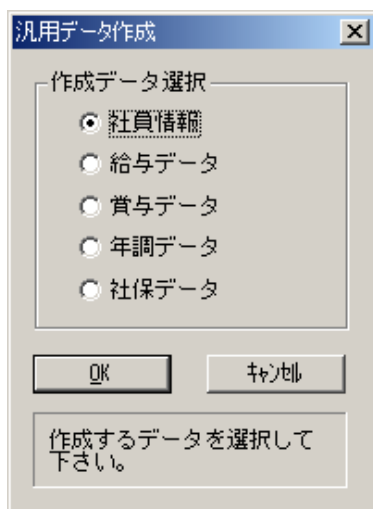 汎用データ作成
作成データ選択
社員情報
給与データ
賞与データ
年調データ
社保データ
OK
ｷｬﾝｾﾙ
作成するデータを選択して
下さい。